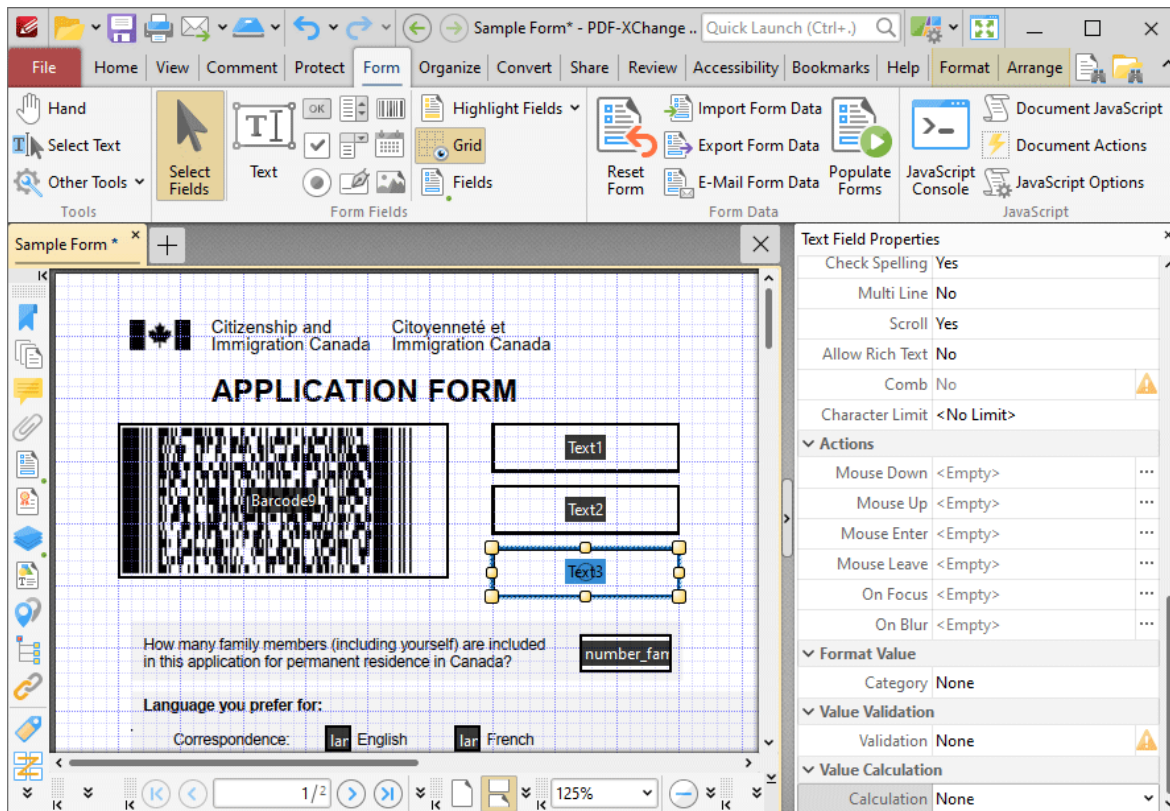 Sample Form* - PDF-XChange ..
Quick Launch (Ctrl+.)
File Home View Comment Protect Form Organize Convert Share Review Accessibility Bookmarks Help Format Arrange
Hand
Select Text
Other Tools
Tools
Select Fields
Text
OK
Highlight Fields
Grid
Fields
Form Fields
Reset Form
Import Form Data
Export Form Data
E-Mail Form Data
Populate Forms
Form Data
JavaScript Console
Document JavaScript
Document Actions
JavaScript Options
JavaScript
Sample Form *
Citizenship and Citoyenneté et
Immigration Canada Immigration Canada
APPLICATION FORM
Barcode9
Text1
Text2
Text3
How many family members (including yourself) are included
in this application for permanent residence in Canada?
number_fam
Language you prefer for:
Correspondence: lar English lar French
1/2
125%
Text Field Properties
Check Spelling Yes
Multi Line No
Scroll Yes
Allow Rich Text No
Comb No
Character Limit <No Limit>
Actions
Mouse Down <Empty> ...
Mouse Up <Empty> ...
Mouse Enter <Empty> ...
Mouse Leave <Empty> ...
On Focus <Empty> ...
On Blur <Empty> ...
Format Value
Category None
Value Validation
Validation None
Value Calculation
Calculation None